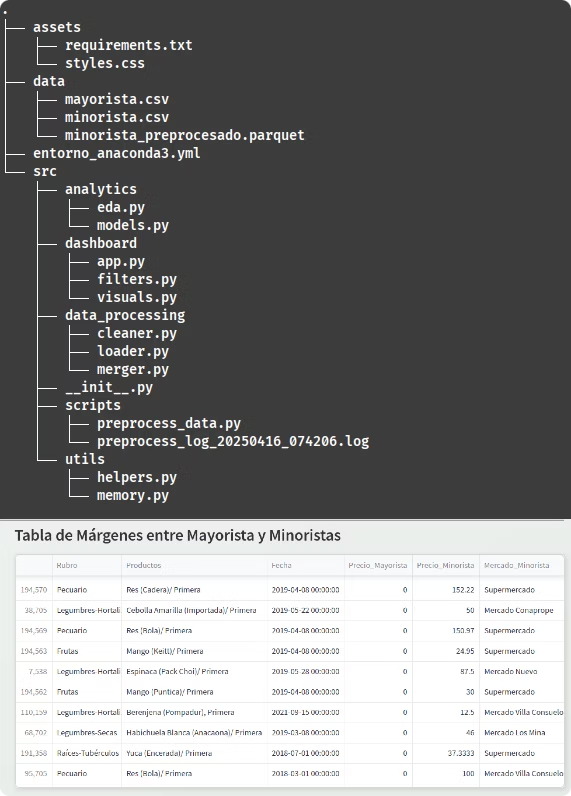 .
assets
requirements.txt
styles.css
data
mayorista.csv
minorista.csv
minorista_preprocesado.parquet
entorno_anaconda3.yml
src
analytics
eda.py
models.py
dashboard
app.py
filters.py
visuals.py
data_processing
cleaner.py
loader.py
merger.py
__init__.py
scripts
preprocess_data.py
preprocess_log_20250416_074206.log
utils
helpers.py
memory.py
Tabla de Márgenes entre Mayorista y Minoristas
Rubro Productos Fecha Precio_Mayorista Precio_Minorista Mercado_Minorista
194,570 Pecuario Res (Cadera)/ Primera 2019-04-08 00:00:00 0 152.22 Supermercado
38,705 Legumbres-Hortali Cebolla Amarilla (Importada)/ Primera 2019-05-22 00:00:00 0 50 Mercado Conaprope
194,569 Pecuario Res (Bola)/ Primera 2019-04-08 00:00:00 0 150.97 Supermercado
194,563 Frutas Mango (Keitt)/ Primera 2019-04-08 00:00:00 0 24.95 Supermercado
7,538 Legumbres-Hortali Espinaca (Pack Choi)/ Primera 2019-05-28 00:00:00 0 87.5 Mercado Nuevo
194,562 Frutas Mango (Puntica)/ Primera 2019-04-08 00:00:00 0 30 Supermercado
110,159 Legumbres-Hortali Berenjena (Pompadur), Primera 2021-09-15 00:00:00 0 12.5 Mercado Villa Consuelo
68,702 Legumbres-Secas Habichuela Blanca (Anacaona)/ Primera 2019-03-08 00:00:00 0 46 Mercado Los Mina
191,358 Raíces-Tubérculos Yuca (Encerada)/ Primera 2018-07-01 00:00:00 0 37.3333 Supermercado
95,705 Pecuario Res (Bola)/ Primera 2018-03-01 00:00:00 0 100 Mercado Villa Consuelo